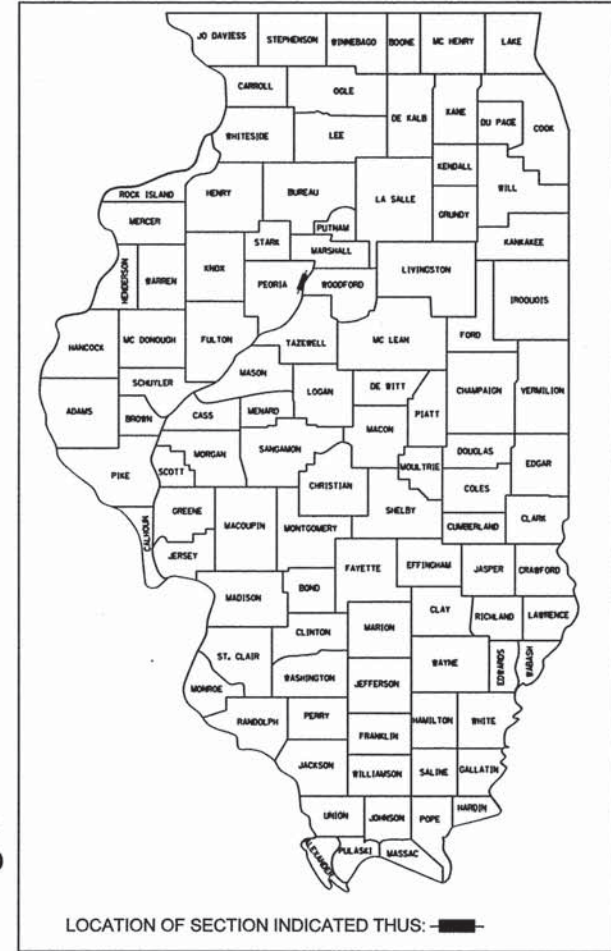 JO DAVIESS
STEPHENSON
WINNEBAGO
BOONE
MC HENRY
LAKE
CARROLL
OGLE
DE KALB
KANE
DU PAGE
COOK
WHITESIDE
LEE
KENDALL
WILL
ROCK ISLAND
HENRY
BUREAU
LA SALLE
GRUNDY
MERCER
PUTNAM
KANKAKEE
STARK
MARSHALL
HENDERSON
WARREN
KNOX
PEORIA
WOODFORD
LIVINGSTON
IROQUOIS
HANCOCK
MC DONOUGH
FULTON
TAZEWELL
MC LEAN
FORD
SCHUYLER
MASON
LOGAN
DE WITT
CHAMPAIGN
VERMILION
ADAMS
BROWN
CASS
MENARD
PIATT
MACON
PIKE
SCOTT
MORGAN
SANGAMON
MOULTRIE
DOUGLAS
EDGAR
CHRISTIAN
COLES
GREENE
MACOUPIN
MONTGOMERY
SHELBY
CUMBERLAND
CLARK
CALHOUN
JERSEY
FAYETTE
EFFINGHAM
JASPER
CRAWFORD
MADISON
BOND
CLAY
RICHLAND
LAWRENCE
CLINTON
MARION
ST. CLAIR
WAYNE
EDWARDS
WABASH
WASHINGTON
JEFFERSON
MONROE
RANDOLPH
PERRY
HAMILTON
WHITE
FRANKLIN
JACKSON
WILLIAMSON
SALINE
GALLATIN
UNION
JOHNSON
POPE
HARDIN
ALEXANDER
PULASKI
MASSAC
LOCATION OF SECTION INDICATED THUS: